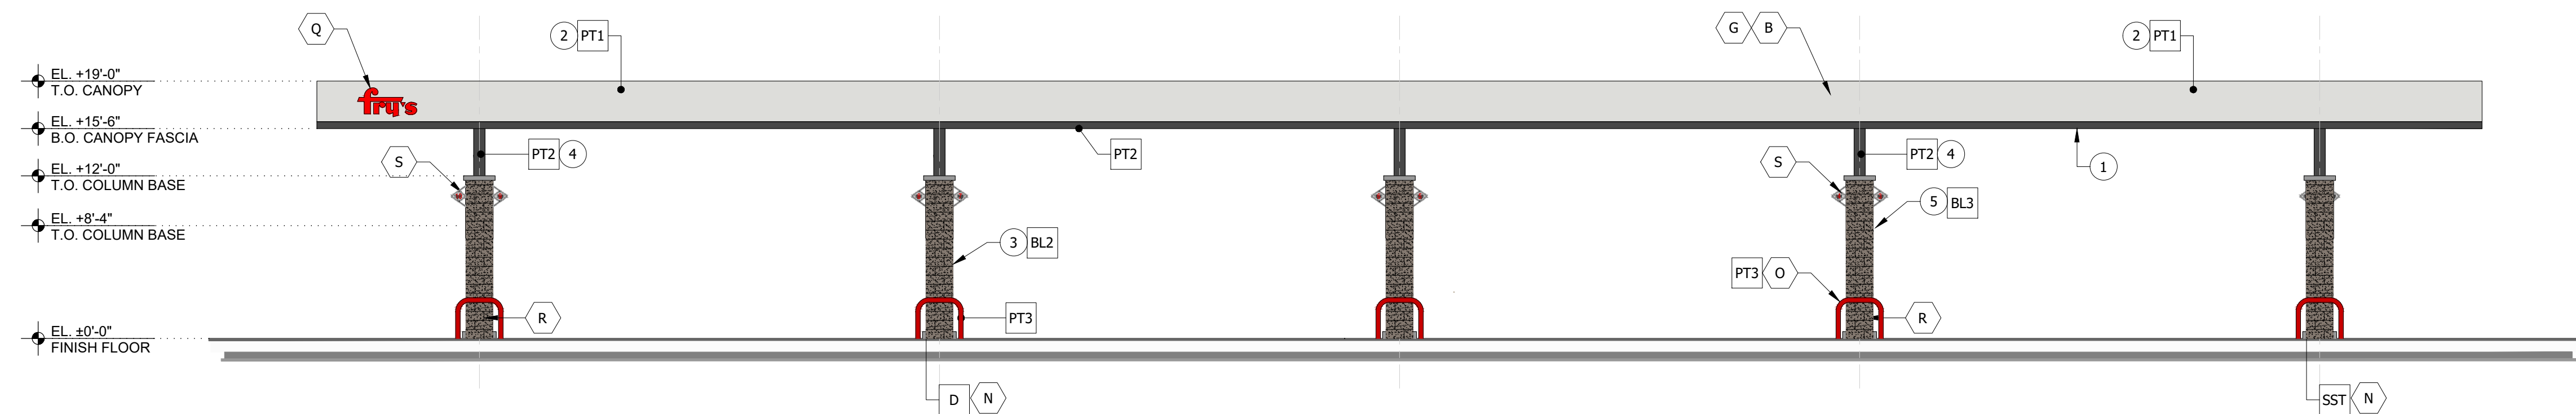 Q
2 PT1
G B
2 PT1
EL. +19'-0"
T.O. CANOPY
fry's
EL. +15'-6"
B.O. CANOPY FASCIA
S
PT2 4
PT2
S
PT2 4
1
EL. +12'-0"
T.O. COLUMN BASE
5 BL3
EL. +8'-4"
T.O. COLUMN BASE
3 BL2
PT3 O
R
PT3
R
EL. ±0'-0"
FINISH FLOOR
D N
SST N